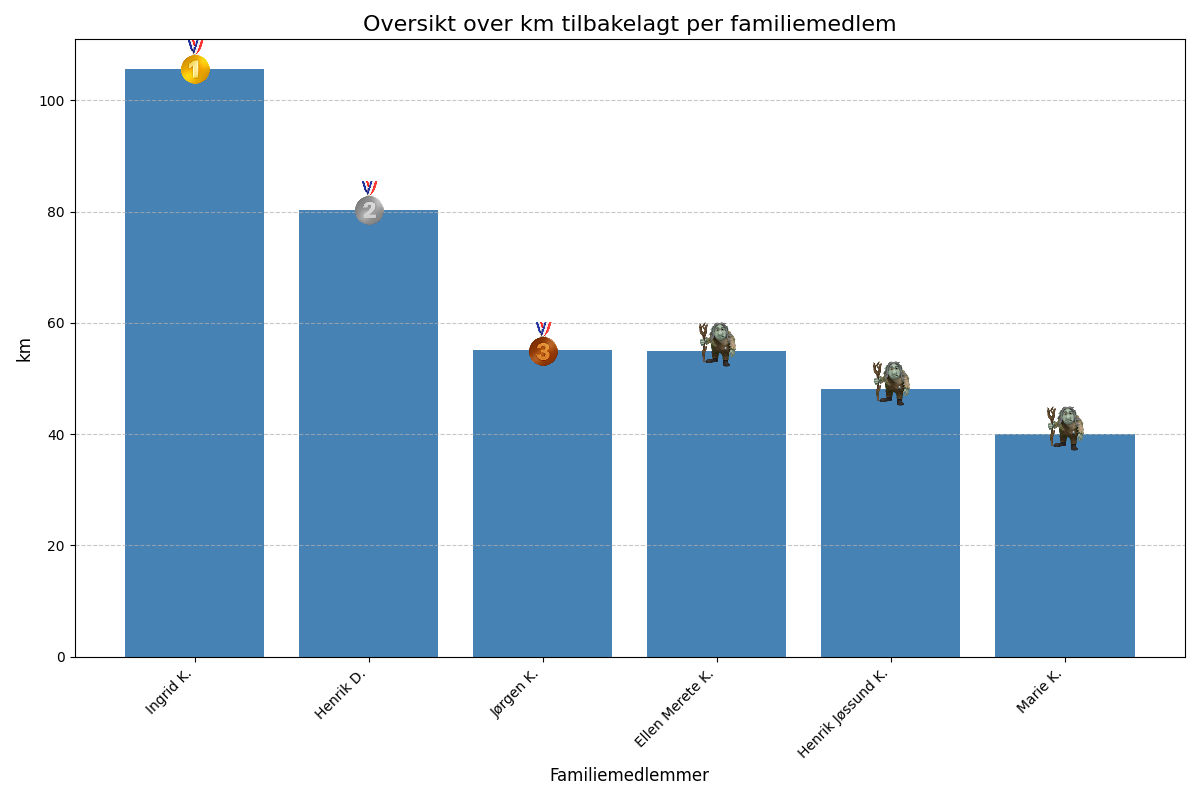 Oversikt over km tilbakelagt per familiemedlem
km
100
80
60
40
20
0
1
2
3
Ingrid K.
Henrik D.
Jørgen K.
Ellen Merete K.
Henrik Jøssund K.
Marie K.
Familiemedlemmer